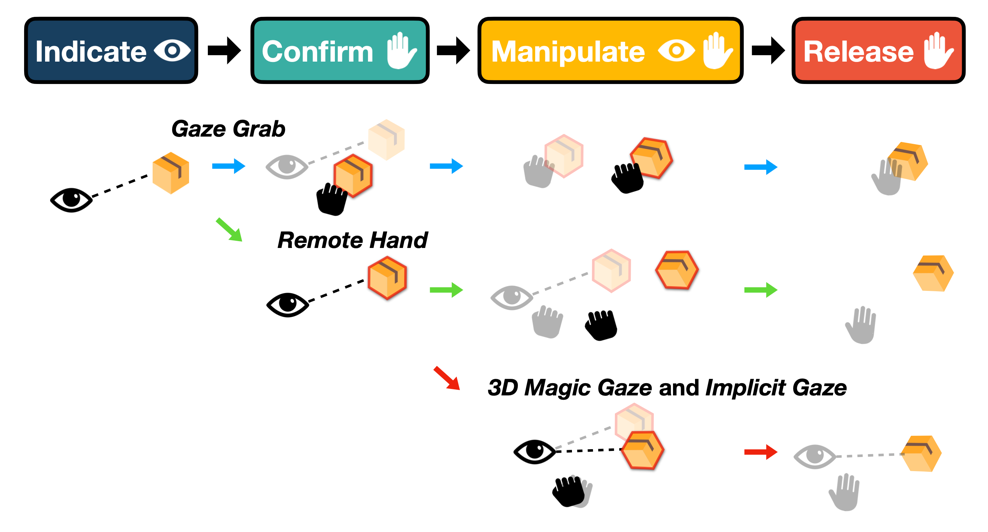 Indicate
Confirm
Manipulate
Release
Gaze Grab
Remote Hand
3D Magic Gaze and Implicit Gaze